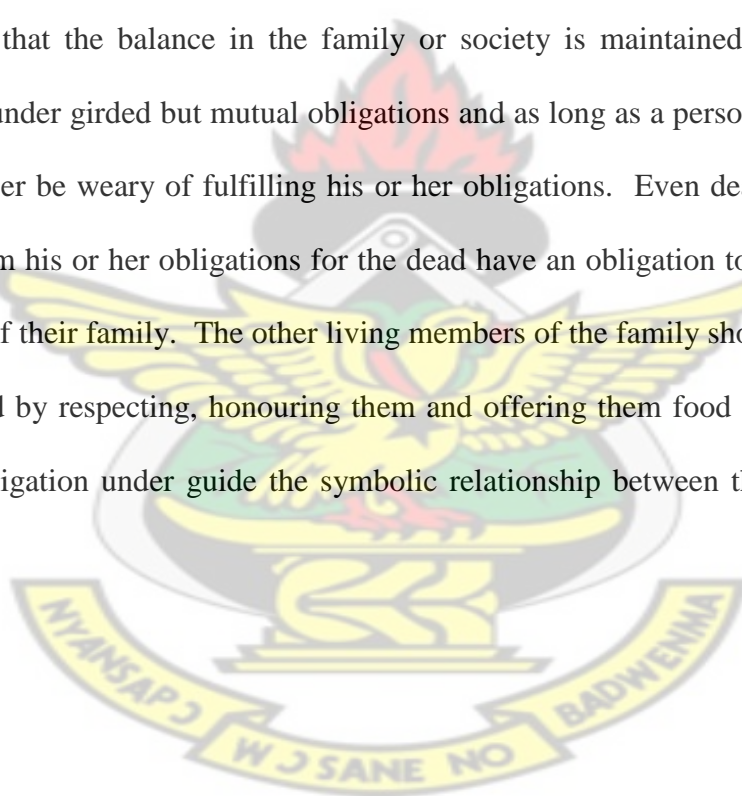 that the balance in the family or society is maintained
under girded but mutual obligations and as long as a perso
er be weary of fulfilling his or her obligations. Even de
m his or her obligations for the dead have an obligation to
f their family. The other living members of the family sho
d by respecting, honouring them and offering them food
igation under guide the symbolic relationship between t
NYANSAPƆ
WƆSANE NO
BADWENMA